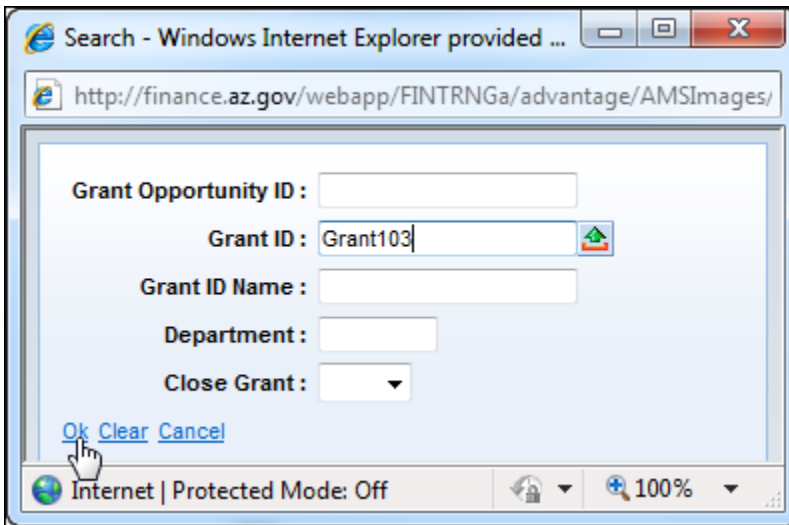 Search - Windows Internet Explorer provided ...
http://finance.az.gov/webapp/FINTRNGa/advantage/AMSImages/
Grant Opportunity ID :
Grant ID : Grant103
Grant ID Name :
Department :
Close Grant :
Ok Clear Cancel
Internet | Protected Mode: Off 100%